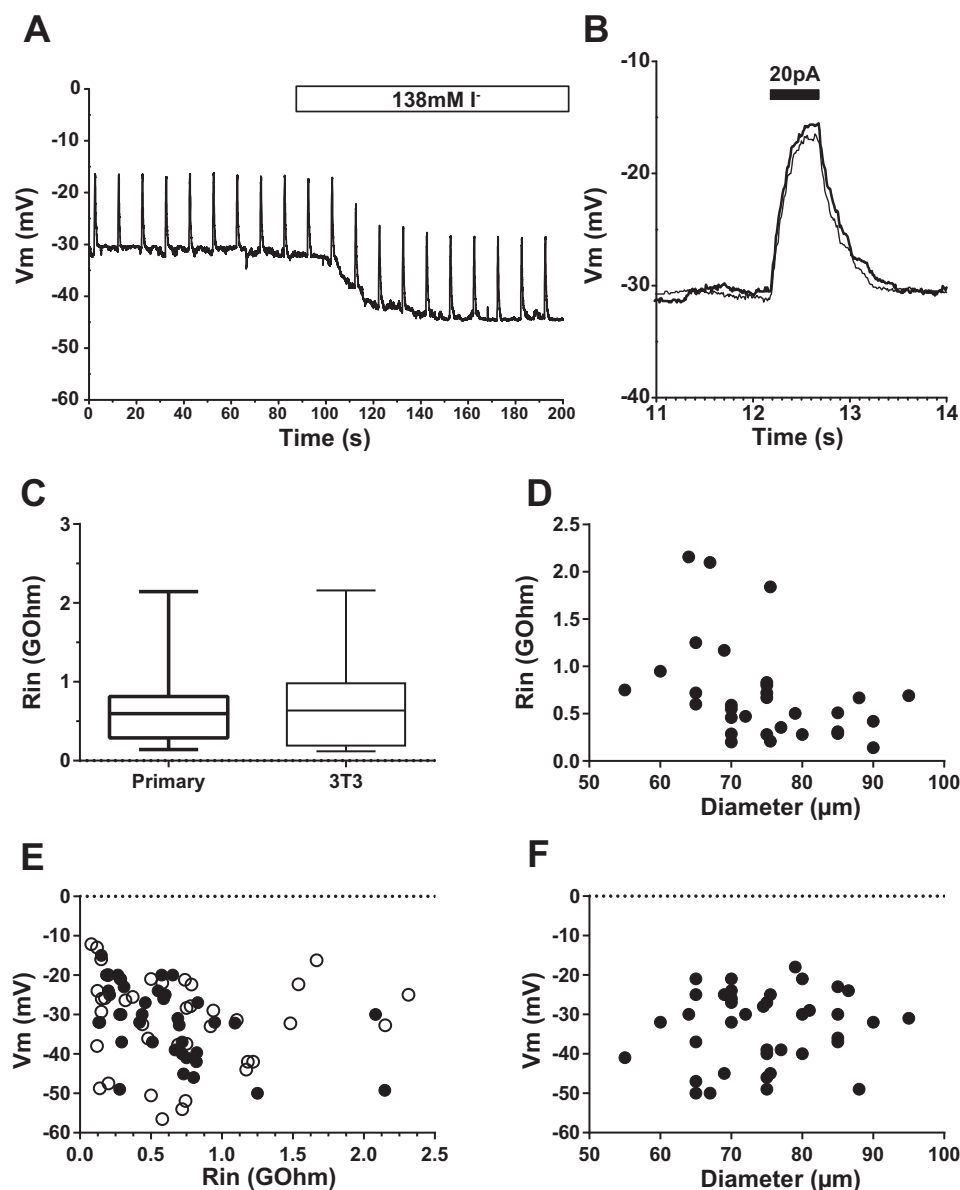 A
138mM I-
Vm (mV)
0
-10
-20
-30
-40
-50
-60
0 20 40 60 80 100 120 140 160 180 200
Time (s)
B
20pA
Vm (mV)
-10
-20
-30
-40
11 12 13 14
Time (s)
C
Rin (GOhm)
3
2
1
0
Primary 3T3
D
Rin (GOhm)
2.5
2.0
1.5
1.0
0.5
0.0
50 60 70 80 90 100
Diameter (µm)
E
Vm (mV)
0
-10
-20
-30
-40
-50
-60
0.0 0.5 1.0 1.5 2.0 2.5
Rin (GOhm)
F
Vm (mV)
0
-10
-20
-30
-40
-50
-60
50 60 70 80 90 100
Diameter (µm)